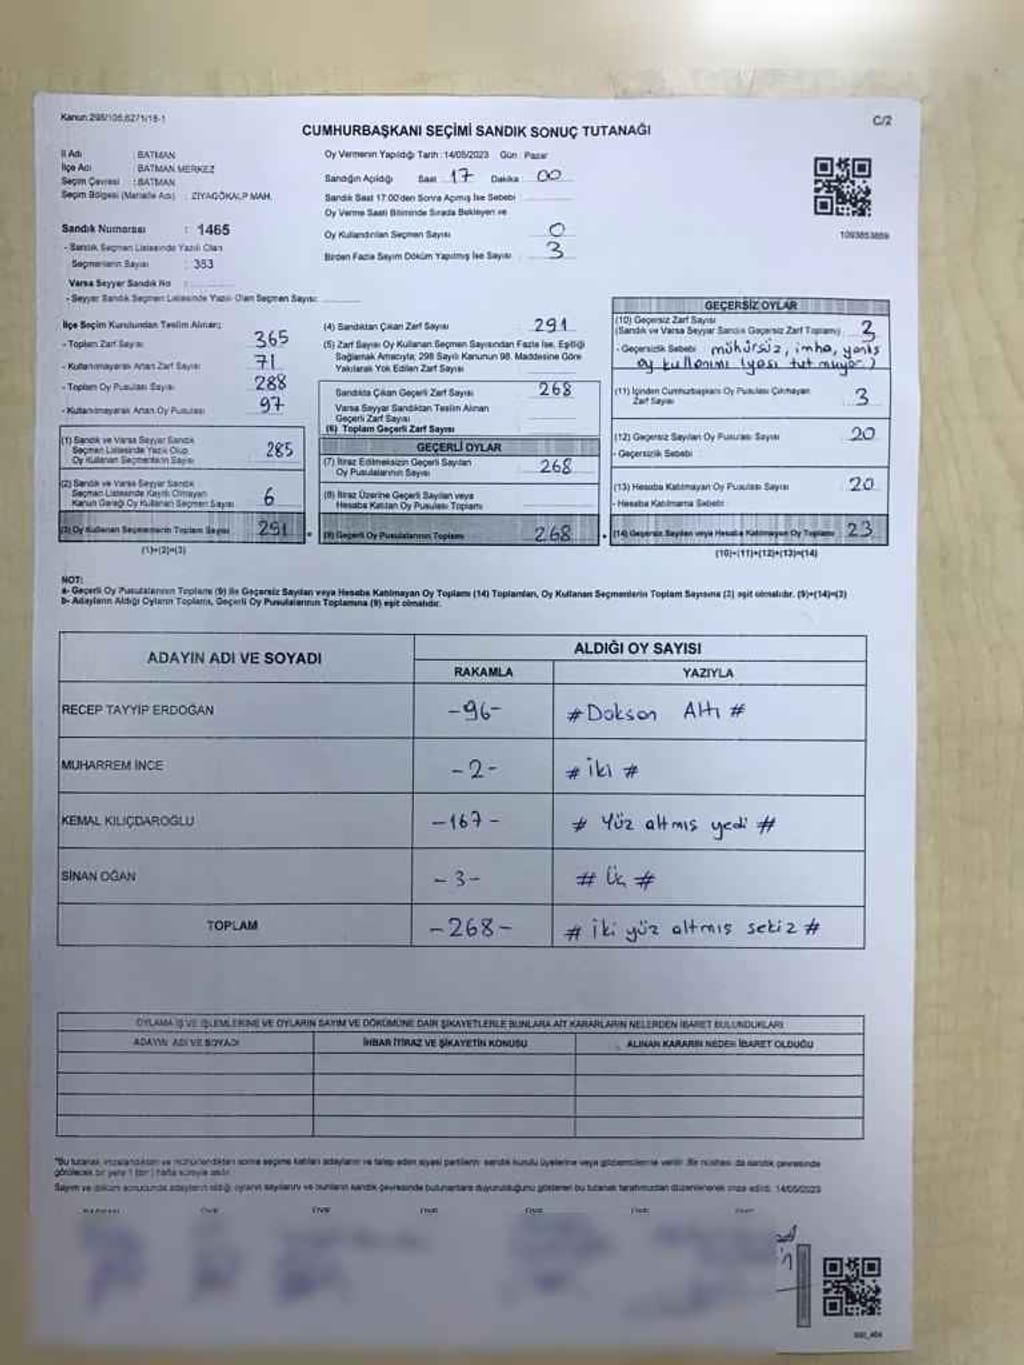 Kanun:298/105,6271/15-1
C/2
CUMHURBAŞKANI SEÇİMİ SANDIK SONUÇ TUTANAĞI
İl Adı : BATMAN
İlçe Adı : BATMAN MERKEZ
Seçim Çevresi : BATMAN
Seçim Bölgesi (Mahalle Adı) : ZİYAGÖKALP MAH.
Sandık Numarası : 1465
- Sandık Seçmen Listesinde Yazılı Olan
Seçmenlerin Sayısı : 353
Varsa Seyyar Sandık No :
- Seyyar Sandık Seçmen Listesinde Yazılı Olan Seçmen Sayısı:
Oy Vermenin Yapıldığı Tarih :14/05/2023 Gün : Pazar
Sandığın Açıldığı Saat 17 Dakika 00
Sandık Saat 17:00'den Sonra Açılmış İse Sebebi
Oy Verme Saati Bitiminde Sırada Bekleyen ve
Oy Kullandırılan Seçmen Sayısı 0
Birden Fazla Sayım Döküm Yapılmış İse Sayısı 3
1093853859
İlçe Seçim Kurulundan Teslim Alınan;
- Toplam Zarf Sayısı 365
- Kullanılmayarak Artan Zarf Sayısı 71
- Toplam Oy Pusulası Sayısı 288
- Kullanılmayarak Artan Oy Pusulası 97
(1) Sandık ve Varsa Seyyar Sandık
Seçmen Listesinde Yazılı Olup
Oy Kullanan Seçmenlerin Sayısı 285
(2) Sandık ve Varsa Seyyar Sandık
Seçmen Listesinde Kayıtlı Olmayan
Kanun Gereği Oy Kullanan Seçmen Sayısı 6
(3) Oy Kullanan Seçmenlerin Toplam Sayısı 291
(1)+(2)=(3)
(4) Sandıktan Çıkan Zarf Sayısı 291
(5) Zarf Sayısı Oy Kullanan Seçmen Sayısından Fazla İse, Eşitliği
Sağlamak Amacıyla; 298 Sayılı Kanunun 98. Maddesine Göre
Yakılarak Yok Edilen Zarf Sayısı
Sandıkta Çıkan Geçerli Zarf Sayısı 268
Varsa Seyyar Sandıktan Teslim Alınan
Geçerli Zarf Sayısı
(6) Toplam Geçerli Zarf Sayısı
GEÇERLİ OYLAR
(7) İtiraz Edilmeksizin Geçerli Sayılan
Oy Pusulalarının Sayısı 268
(8) İtiraz Üzerine Geçerli Sayılan veya
Hesaba Katılan Oy Pusulası Toplamı
(9) Geçerli Oy Pusulalarının Toplamı 268
GEÇERSİZ OYLAR
(10) Geçersiz Zarf Sayısı
(Sandık ve Varsa Seyyar Sandık Geçersiz Zarf Toplamı) 3
- Geçersizlik Sebebi mühürsüz, imha, yanlış
oy kullanımı (yası tut muyor)
(11) İçinden Cumhurbaşkanı Oy Pusulası Çıkmayan
Zarf Sayısı 3
(12) Geçersiz Sayılan Oy Pusulası Sayısı 20
- Geçersizlik Sebebi
(13) Hesaba Katılmayan Oy Pusulası Sayısı 20
- Hesaba Katılmama Sebebi
(14) Geçersiz Sayılan veya Hesaba Katılmayan Oy Toplamı 23
(10)+(11)+(12)+(13)=(14)
NOT:
a- Geçerli Oy Pusulalarının Toplamı (9) ile Geçersiz Sayılan veya Hesaba Katılmayan Oy Toplamı (14) Toplamları, Oy Kullanan Seçmenlerin Toplam Sayısına (3) eşit olmalıdır. (9)+(14)=(3)
b- Adayların Aldığı Oyların Toplamı, Geçerli Oy Pusulalarının Toplamına (9) eşit olmalıdır.
ADAYIN ADI VE SOYADI
ALDIĞI OY SAYISI
RAKAMLA YAZIYLA
RECEP TAYYİP ERDOĞAN -96- #Doksan Altı #
MUHARREM İNCE -2- # iki #
KEMAL KILIÇDAROĞLU -167- # Yüz altmış yedi #
SİNAN OĞAN -3- # Üç #
TOPLAM -268- # iki yüz altmış sekiz #
OYLAMA İŞ VE İŞLEMLERİNE VE OYLARIN SAYIM VE DÖKÜMÜNE DAİR ŞİKAYETLERLE BUNLARA AİT KARARLARIN NELERDEN İBARET BULUNDUKLARI
ADAYIN ADI VE SOYADI İHBAR İTİRAZ VE ŞİKAYETİN KONUSU ALINAN KARARIN NEDEN İBARET OLDUĞU
*Bu tutanak, imzalandıktan ve mühürlendikten sonra seçime katılan adayların ve talep eden siyasi partilerin sandık kurulu üyelerine veya gözlemcilerine verilir. Bir nüshası da sandık çevresinde
görülecek bir yere 1 (bir) hafta süreyle asılır.
Sayım ve döküm sonucunda adayların aldığı oyların sayılarını ve bunların sandık çevresinde bulunanlara duyurulduğunu gösteren bu tutanak tarafımızdan düzenlenerek imza edildi. 14/05/2023